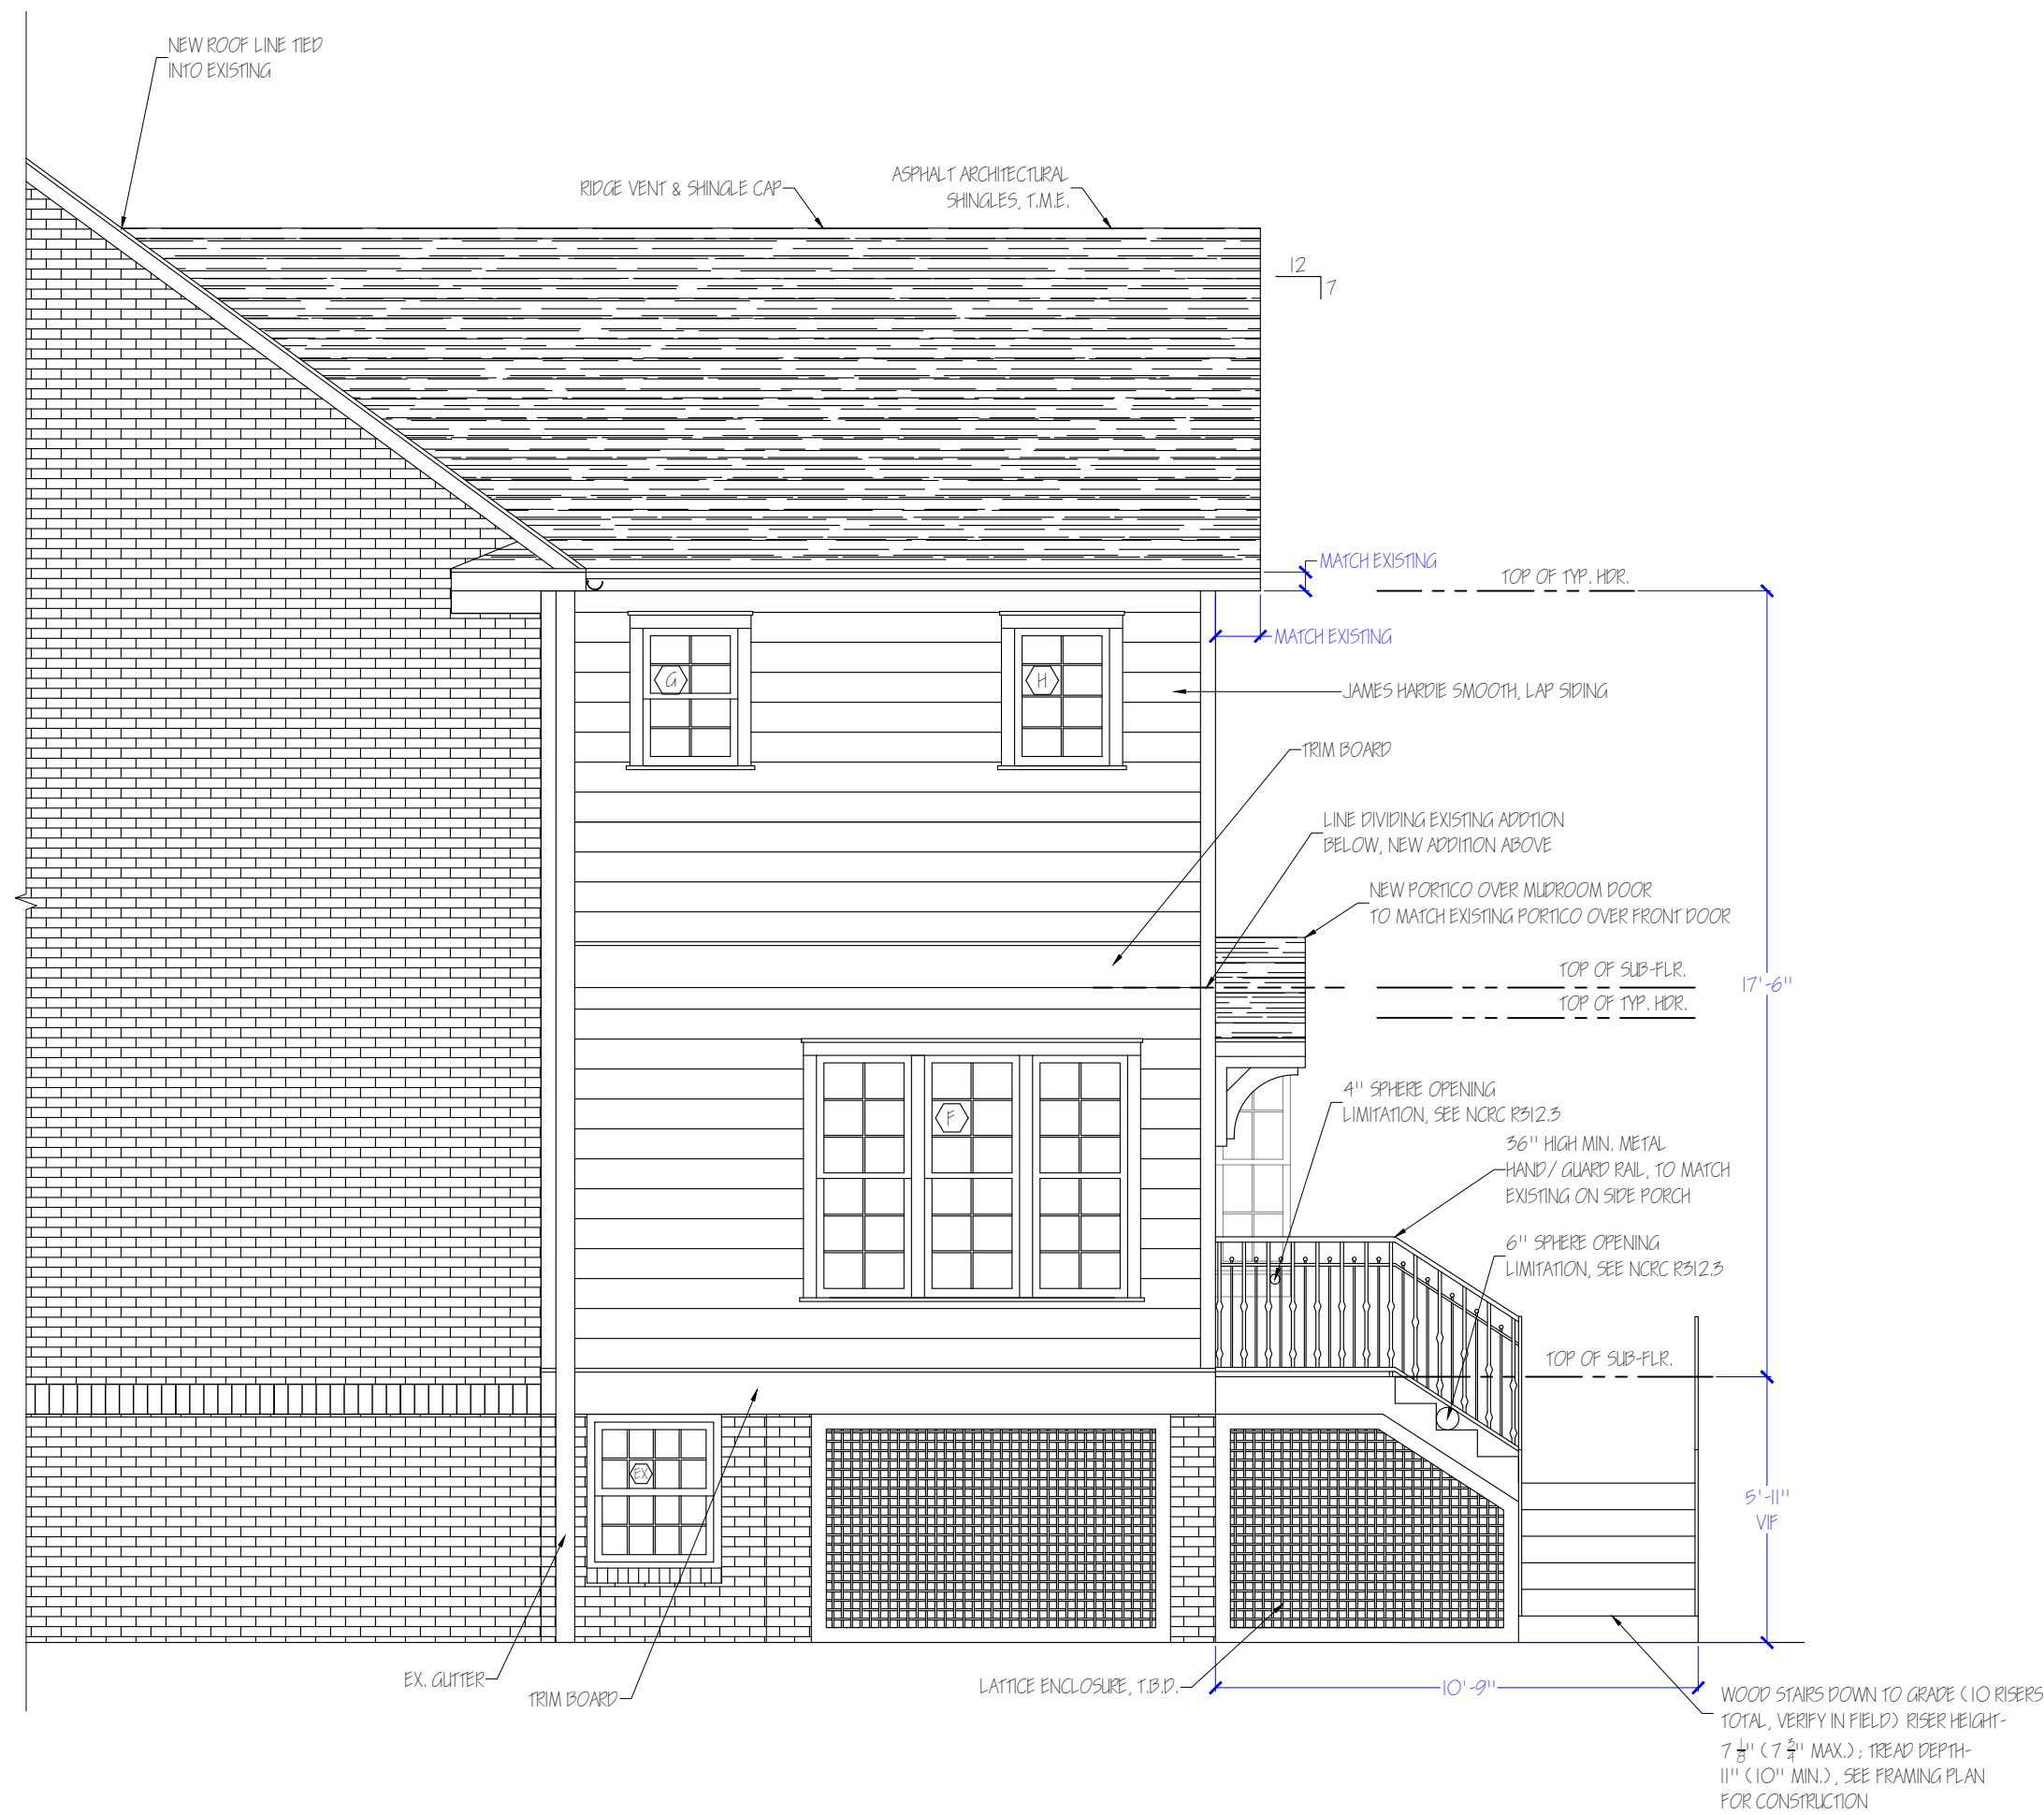 NEW ROOF LINE TIED
INTO EXISTING
RIDGE VENT & SHINGLE CAP
ASPHALT ARCHITECTURAL
SHINGLES, T.M.E.
12
7
MATCH EXISTING
TOP OF TYP. HDR.
MATCH EXISTING
G
H
JAMES HARDIE SMOOTH, LAP SIDING
TRIM BOARD
LINE DIVIDING EXISTING ADDTION
BELOW, NEW ADDITION ABOVE
NEW PORTICO OVER MUDROOM DOOR
TO MATCH EXISTING PORTICO OVER FRONT DOOR
TOP OF SUB-FLR.
17'-6"
TOP OF TYP. HDR.
F
4" SPHERE OPENING
LIMITATION, SEE NCRC R312.3
36" HIGH MIN. METAL
HAND/ GUARD RAIL, TO MATCH
EXISTING ON SIDE PORCH
6" SPHERE OPENING
LIMITATION, SEE NCRC R312.3
TOP OF SUB-FLR.
EX
5'-11"
VIF
EX. GUTTER
TRIM BOARD
LATTICE ENCLOSURE, T.B.D.
10'-9"
WOOD STAIRS DOWN TO GRADE (10 RISERS
TOTAL, VERIFY IN FIELD) RISER HEIGHT-
7 1/8" (7 3/4" MAX.); TREAD DEPTH-
11" (10" MIN.), SEE FRAMING PLAN
FOR CONSTRUCTION